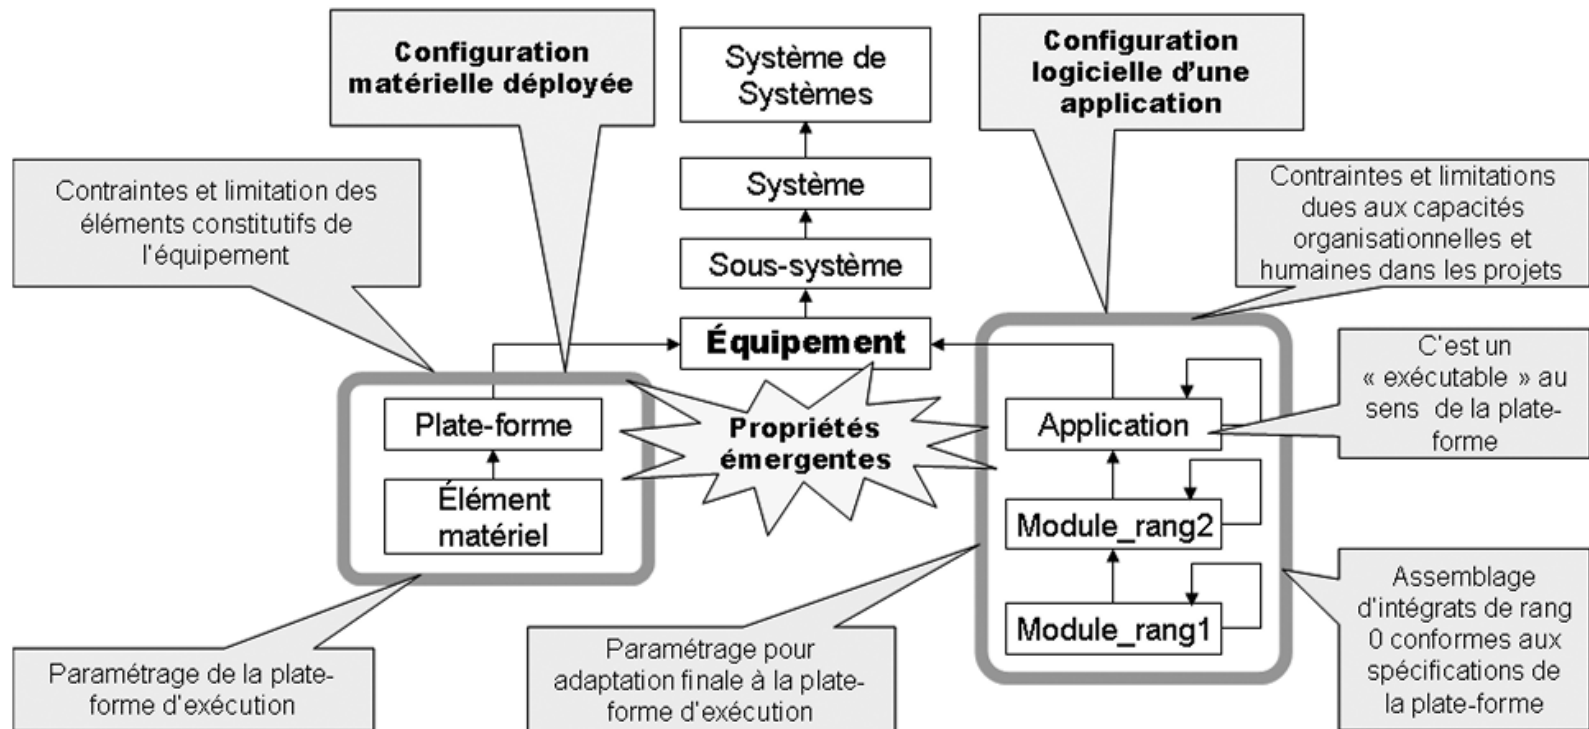 Configuration
matérielle déployée
Système de
Systèmes
Configuration
logicielle d'une
application
Contraintes et limitation des
éléments constitutifs de
l'équipement
Système
Contraintes et limitations
dues aux capacités
organisationnelles et
humaines dans les projets
Sous-système
Équipement
C'est un
« exécutable » au
sens de la plate-
forme
Plate-forme
Propriétés
émergentes
Application
Élément
matériel
Module_rang2
Module_rang1
Assemblage
d'intégrats de rang
0 conformes aux
spécifications de
la plate-forme
Paramétrage de la plate-
forme d'exécution
Paramétrage pour
adaptation finale à la plate-
forme d'exécution